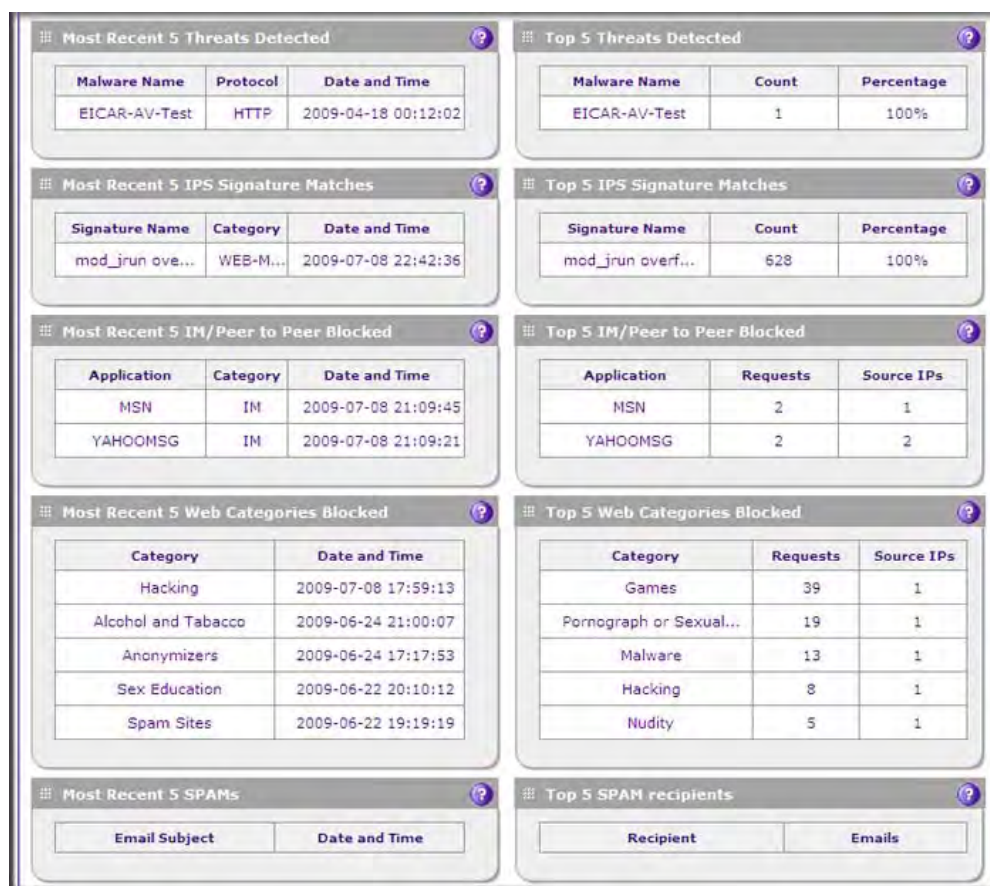 Most Recent 5 Threats Detected
Malware Name Protocol Date and Time
EICAR-AV-Test HTTP 2009-04-18 00:12:02
Top 5 Threats Detected
Malware Name Count Percentage
EICAR-AV-Test 1 100%
Most Recent 5 IPS Signature Matches
Signature Name Category Date and Time
mod_jrun ove... WEB-M... 2009-07-08 22:42:36
Top 5 IPS Signature Matches
Signature Name Count Percentage
mod_jrun overf... 628 100%
Most Recent 5 IM/Peer to Peer Blocked
Application Category Date and Time
MSN IM 2009-07-08 21:09:45
YAHOOMSG IM 2009-07-08 21:09:21
Top 5 IM/Peer to Peer Blocked
Application Requests Source IPs
MSN 2 1
YAHOOMSG 2 2
Most Recent 5 Web Categories Blocked
Category Date and Time
Hacking 2009-07-08 17:59:13
Alcohol and Tabacco 2009-06-24 21:00:07
Anonymizers 2009-06-24 17:17:53
Sex Education 2009-06-22 20:10:12
Spam Sites 2009-06-22 19:19:19
Top 5 Web Categories Blocked
Category Requests Source IPs
Games 39 1
Pornograph or Sexual... 19 1
Malware 13 1
Hacking 8 1
Nudity 5 1
Most Recent 5 SPAMs
Email Subject Date and Time
Top 5 SPAM recipients
Recipient Emails